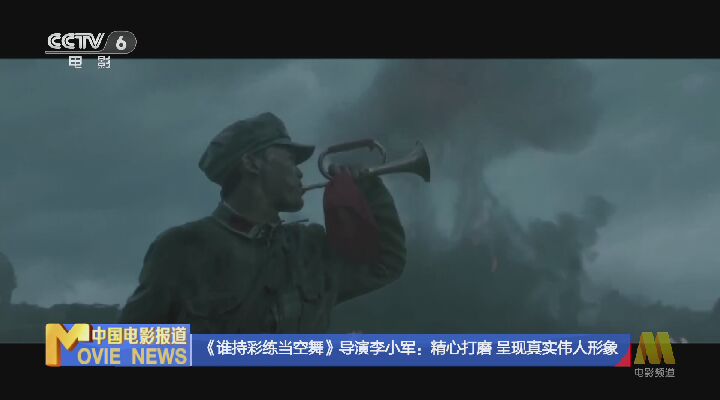 CCTV 6
电影
中国电影报道
MOVIE NEWS
《谁持彩练当空舞》导演李小军：精心打磨 呈现真实伟人形象
M
电影频道